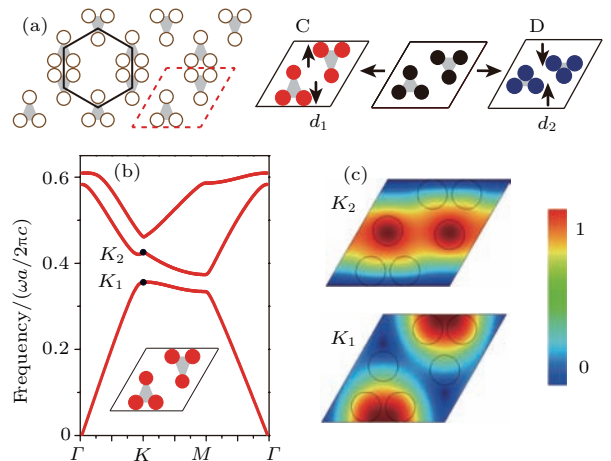 (a)
C
D
d₁
d₂
(b)
(c)
Frequency/(ωa/2πc)
0.6
0.4
0.2
0
K₂
K₁
Γ
K
M
Γ
K₂
K₁
1
0